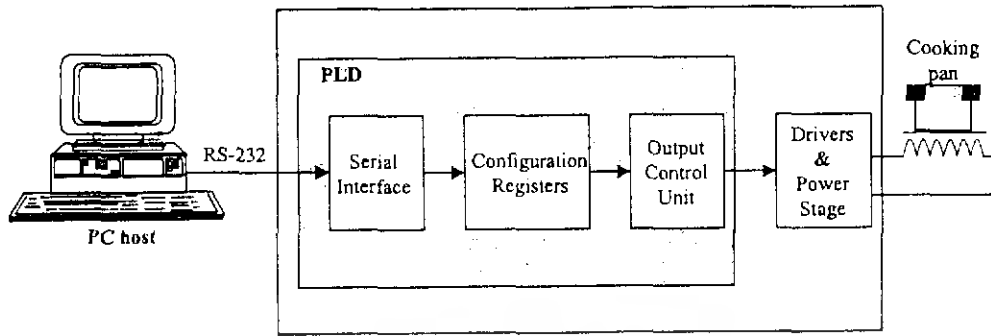 Cooking
pan
PLD
RS-232
Serial
Interface
Configuration
Registers
Output
Control
Unit
Drivers
&
Power
Stage
PC host